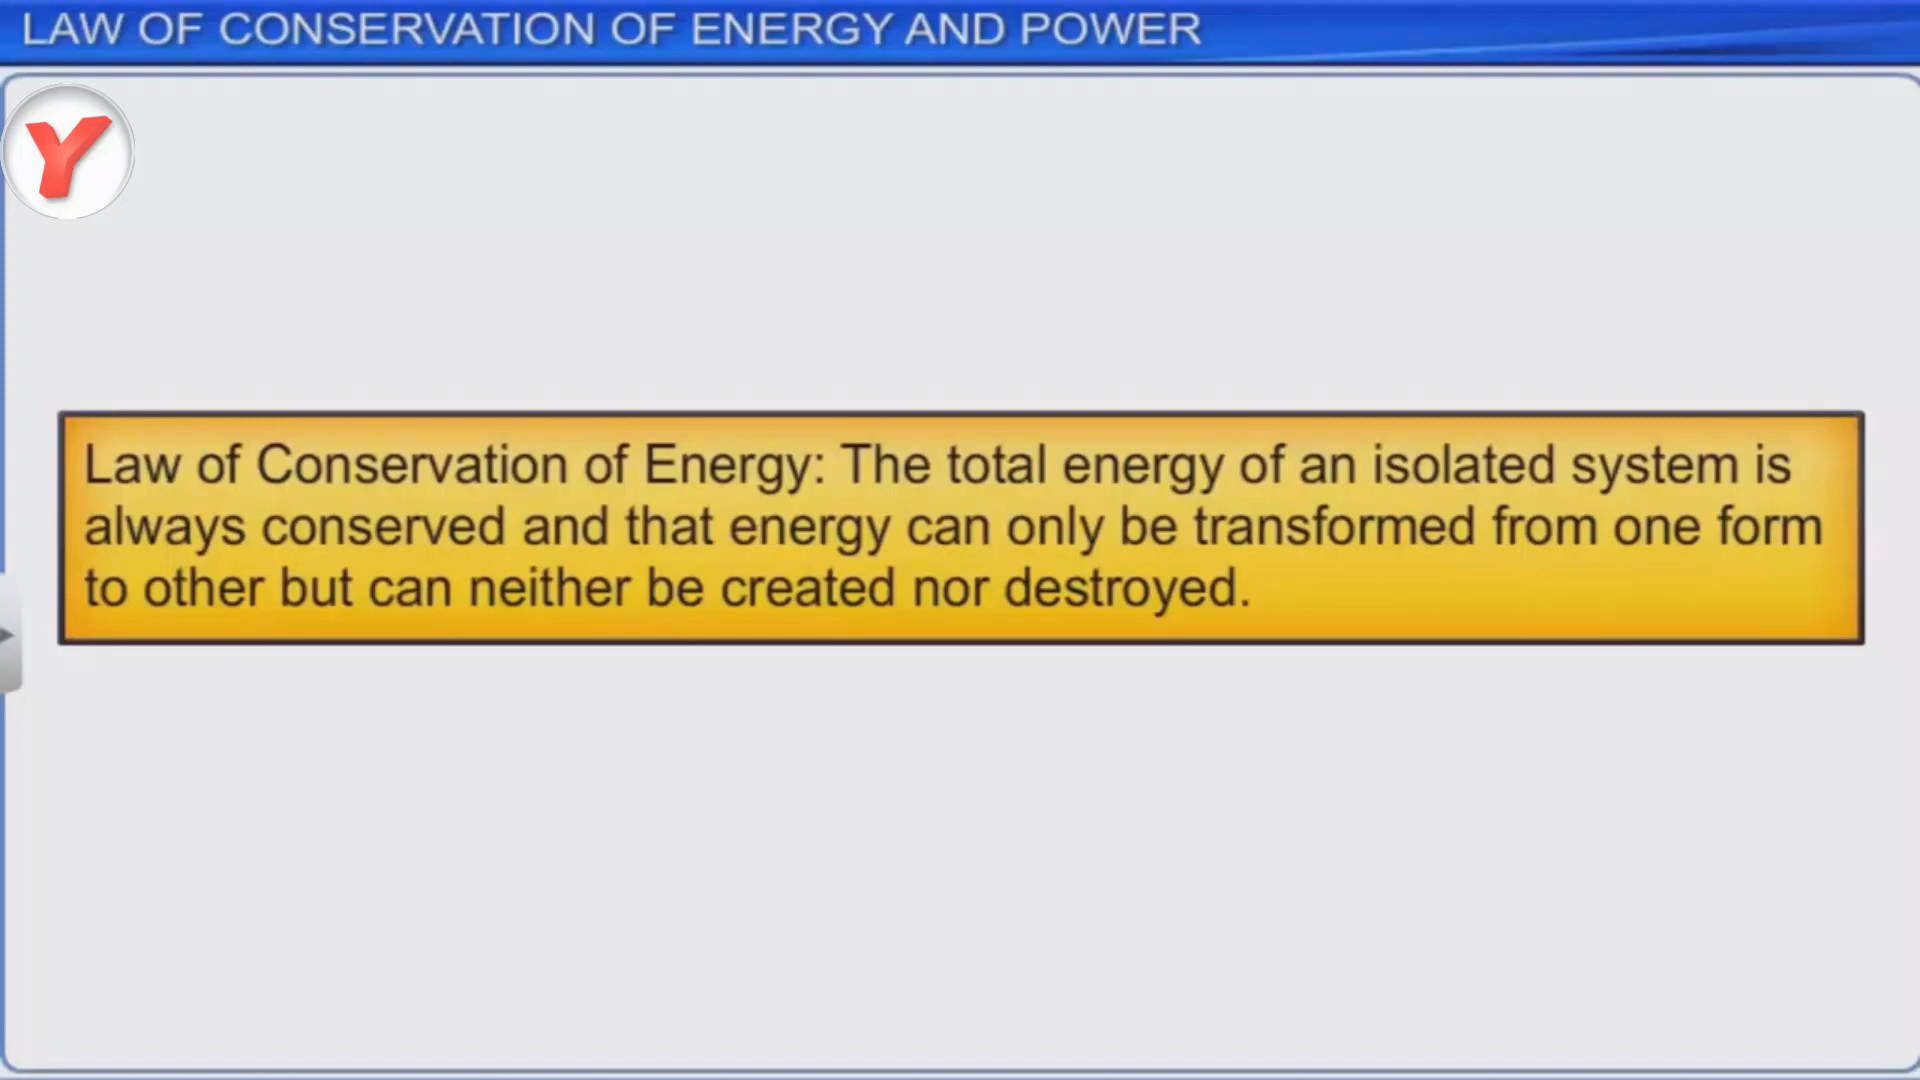 LAW OF CONSERVATION OF ENERGY AND POWER
Y
Law of Conservation of Energy: The total energy of an isolated system is
always conserved and that energy can only be transformed from one form
to other but can neither be created nor destroyed.